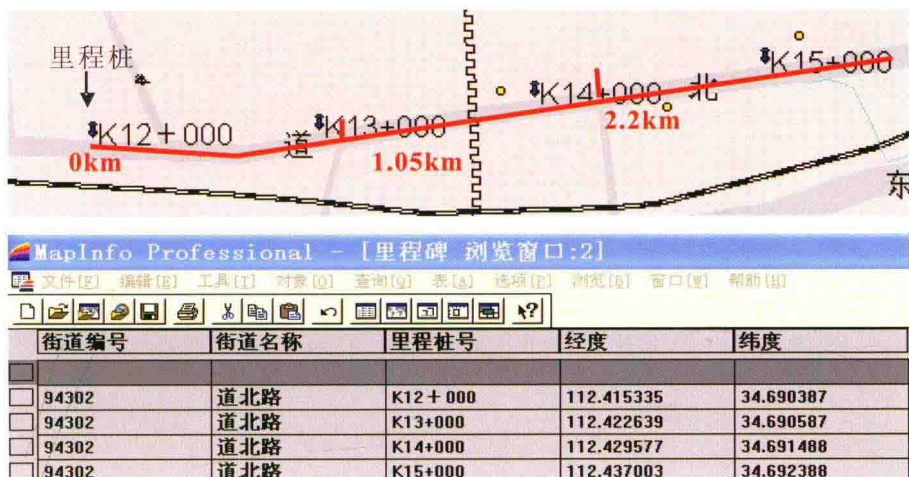 里程桩
K12+000
K13+000
K14+000
K15+000
道
北
东
0km
1.05km
2.2km
MapInfo Professional - [里程碑 浏览窗口:2]
文件[F] 编辑[E] 工具[T] 对象[O] 查询[Q] 表[a] 选项[P] 浏览[B] 窗口[W] 帮助[H]
街道编号 街道名称 里程桩号 经度 纬度
94302 道北路 K12+000 112.415335 34.690387
94302 道北路 K13+000 112.422639 34.690587
94302 道北路 K14+000 112.429577 34.691488
94302 道北路 K15+000 112.437003 34.692388